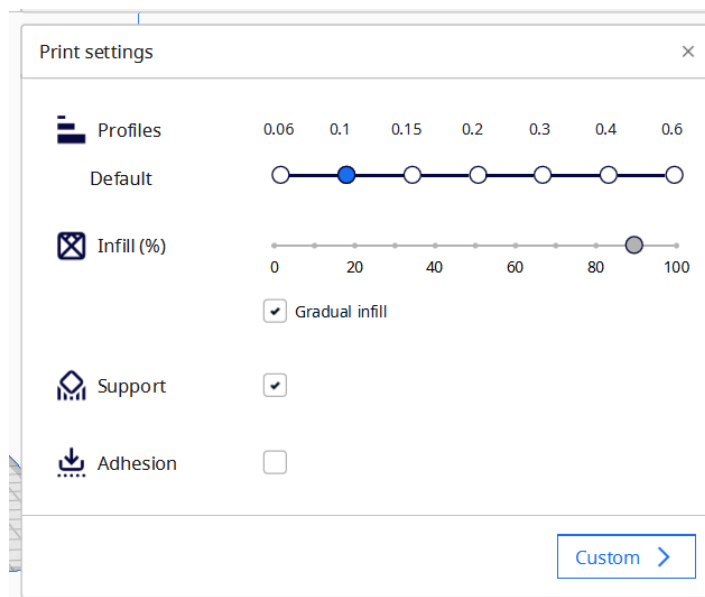 Print settings
Profiles 0.06 0.1 0.15 0.2 0.3 0.4 0.6
Default
Infill (%)
0 20 40 60 80 100
Gradual infill
Support
Adhesion
Custom